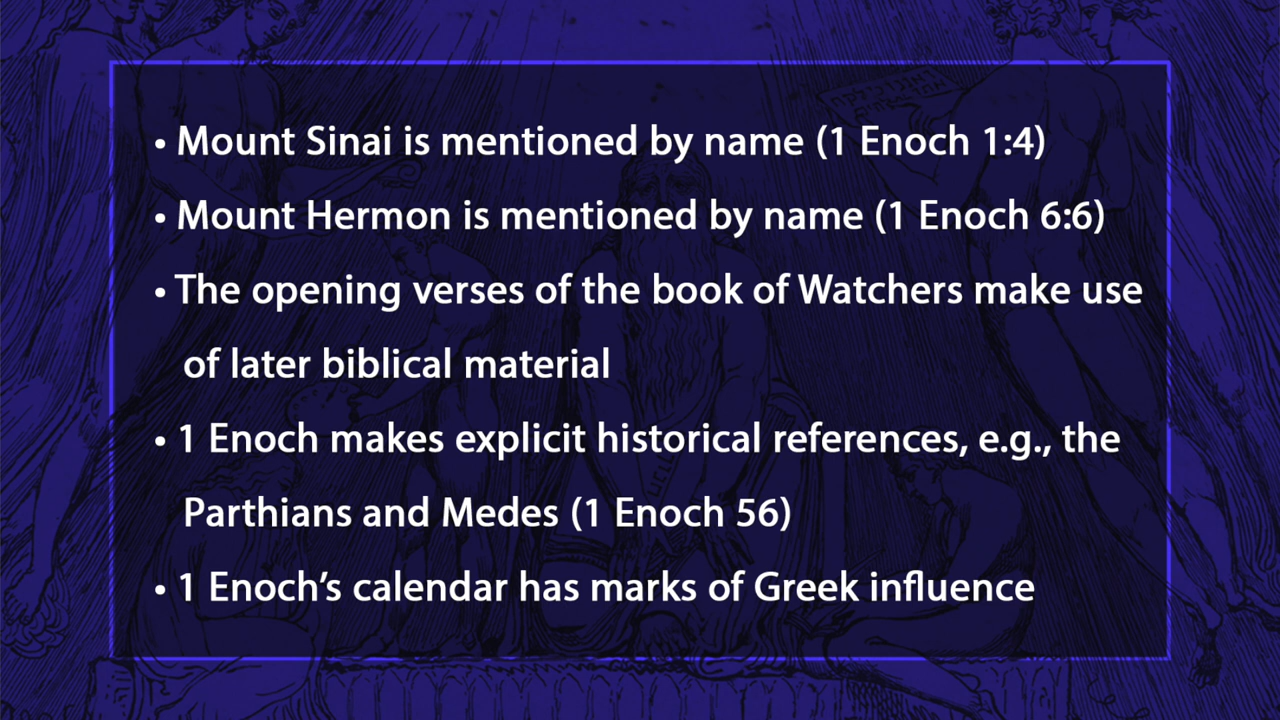 • Mount Sinai is mentioned by name (1 Enoch 1:4)
• Mount Hermon is mentioned by name (1 Enoch 6:6)
• The opening verses of the book of Watchers make use
of later biblical material
• 1 Enoch makes explicit historical references, e.g., the
Parthians and Medes (1 Enoch 56)
• 1 Enoch’s calendar has marks of Greek influence